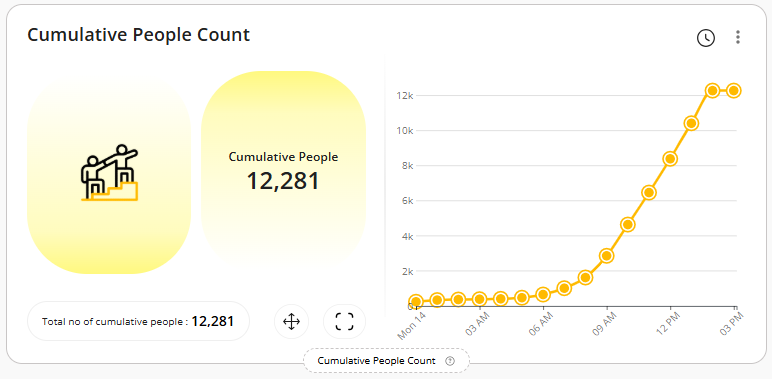 Cumulative People Count
Cumulative People
12,281
12k
10k
8k
6k
4k
2k
0
Mon 14
03 AM
06 AM
09 AM
12 PM
03 PM
Total no of cumulative people : 12,281
Cumulative People Count ?